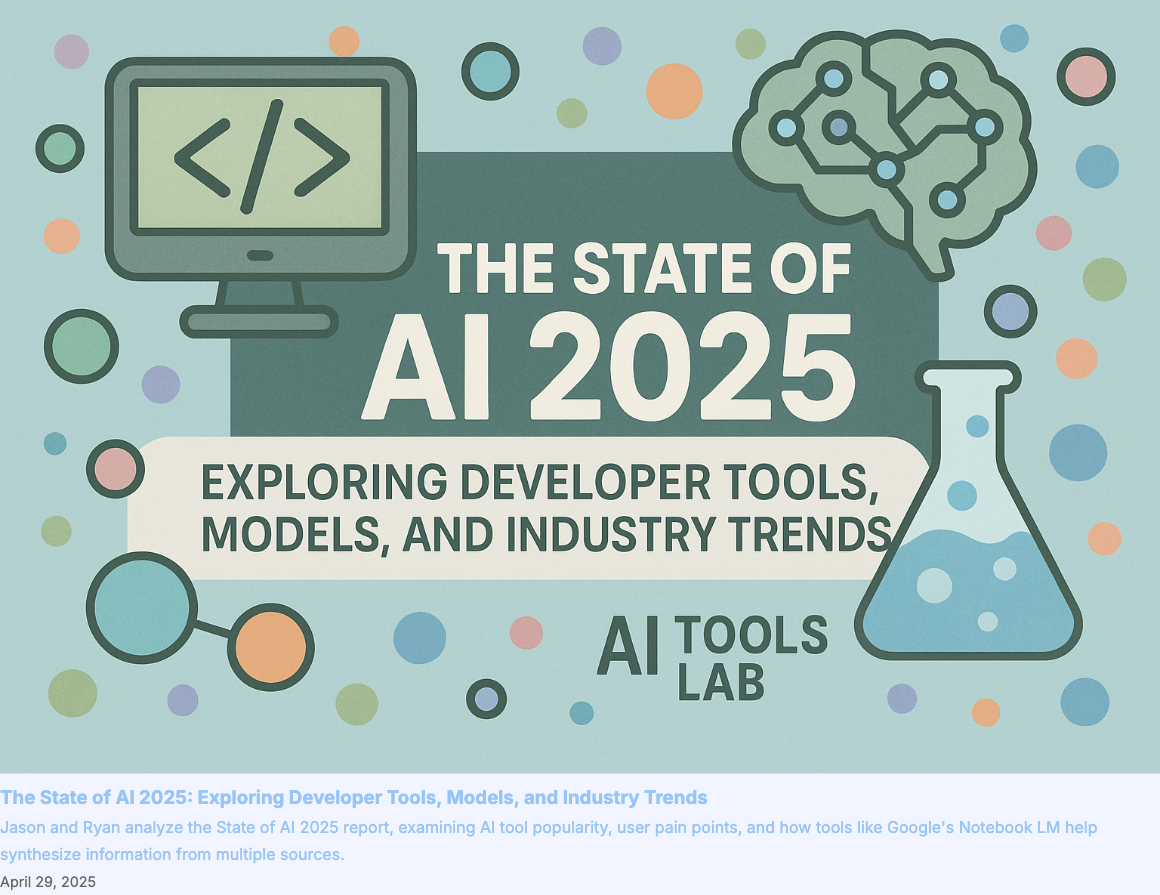 </>
THE STATE OF
AI 2025
EXPLORING DEVELOPER TOOLS,
MODELS, AND INDUSTRY TRENDS
AI TOOLS
LAB
The State of AI 2025: Exploring Developer Tools, Models, and Industry Trends
Jason and Ryan analyze the State of AI 2025 report, examining AI tool popularity, user pain points, and how tools like Google's Notebook LM help
synthesize information from multiple sources.
April 29, 2025